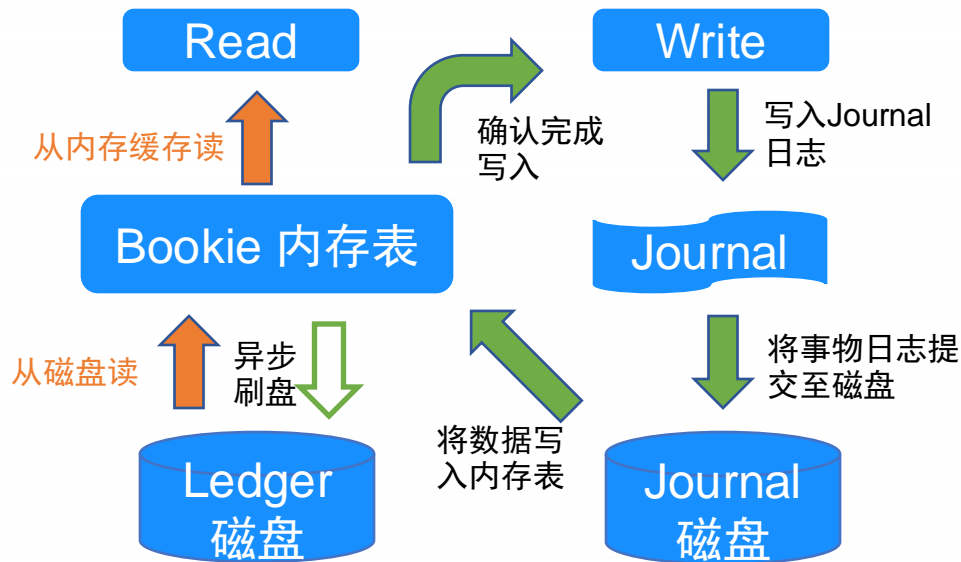 Read
Write
从内存缓存读
确认完成
写入
写入Journal
日志
Bookie 内存表
Journal
从磁盘读
异步
刷盘
将事物日志提
交至磁盘
将数据写
入内存表
Ledger
磁盘
Journal
磁盘